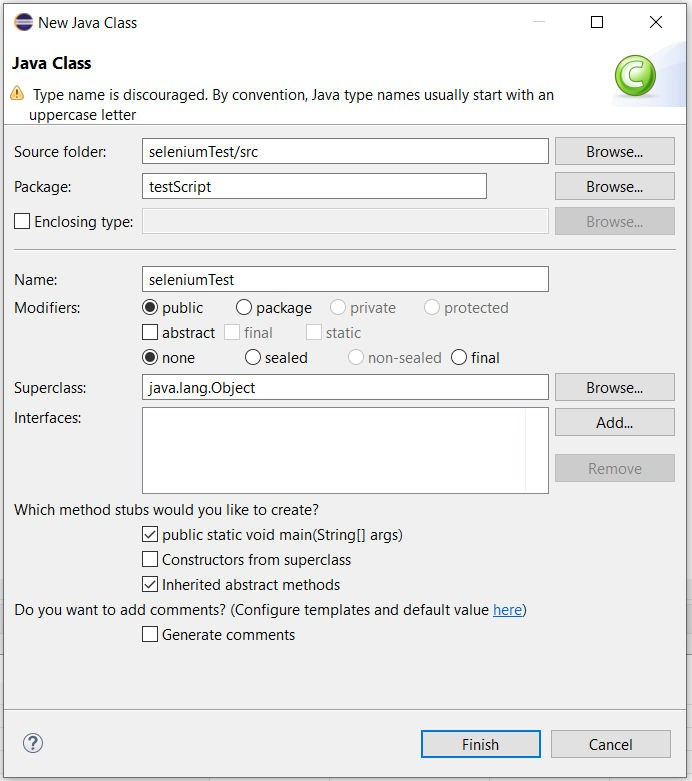 New Java Class
Java Class
Type name is discouraged. By convention, Java type names usually start with an
uppercase letter
Source folder: seleniumTest/src Browse...
Package: testScript Browse...
Enclosing type: Browse...
Name: seleniumTest
Modifiers: public package private protected
abstract final static
none sealed non-sealed final
Superclass: java.lang.Object Browse...
Interfaces: Add...
Remove
Which method stubs would you like to create?
public static void main(String[] args)
Constructors from superclass
Inherited abstract methods
Do you want to add comments? (Configure templates and default value here)
Generate comments
? Finish Cancel